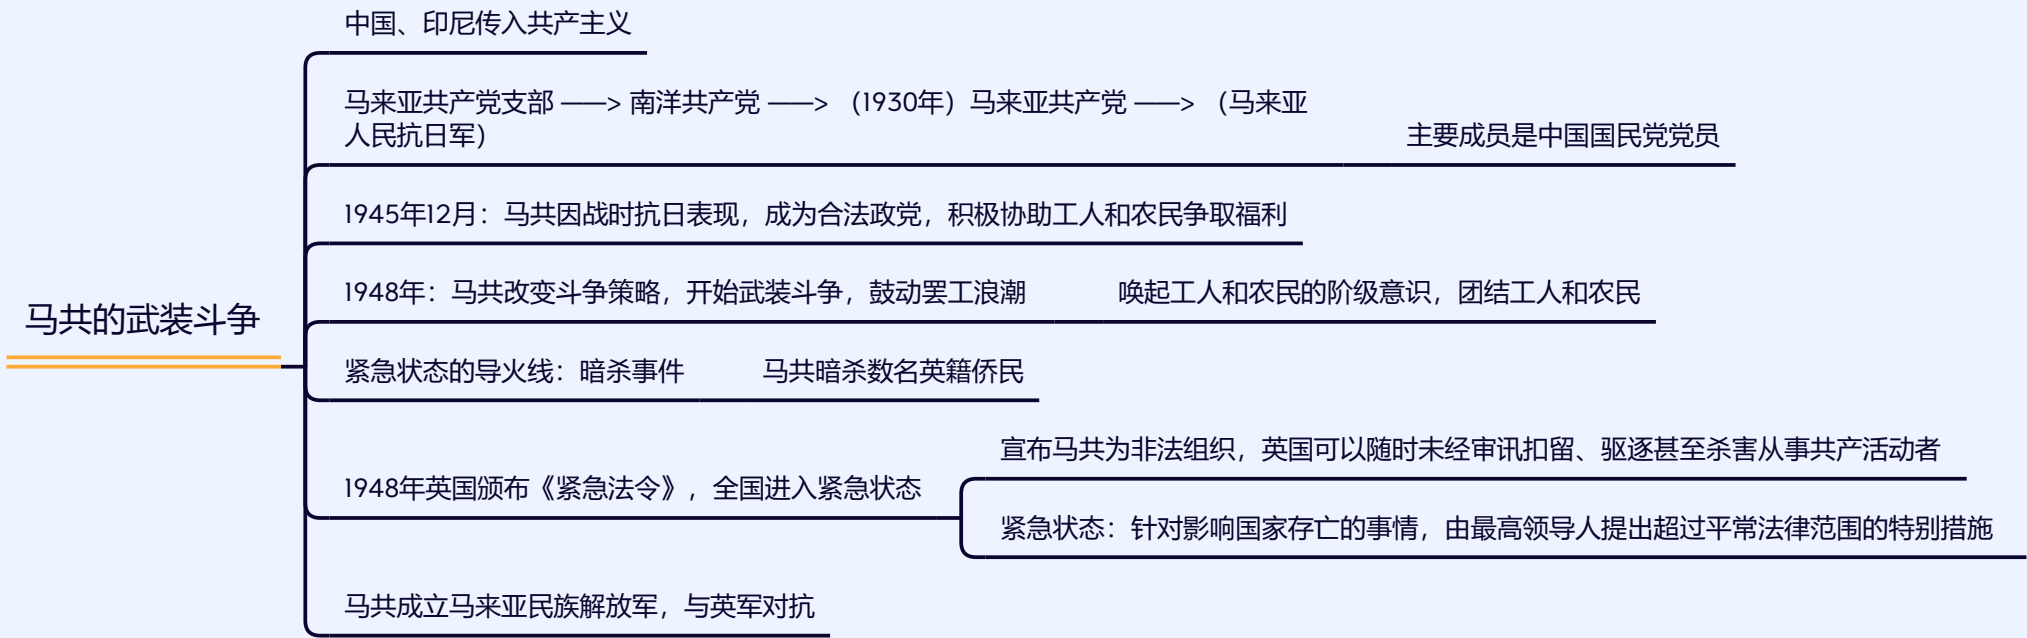 中国、印尼传入共产主义
马来亚共产党支部 ——> 南洋共产党 ——> （1930年）马来亚共产党 ——> （马来亚
人民抗日军）
主要成员是中国国民党党员
1945年12月：马共因战时抗日表现，成为合法政党，积极协助工人和农民争取福利
1948年：马共改变斗争策略，开始武装斗争，鼓动罢工浪潮
唤起工人和农民的阶级意识，团结工人和农民
马共的武装斗争
紧急状态的导火线：暗杀事件
马共暗杀数名英籍侨民
1948年英国颁布《紧急法令》，全国进入紧急状态
宣布马共为非法组织，英国可以随时未经审讯扣留、驱逐甚至杀害从事共产活动者
紧急状态：针对影响国家存亡的事情，由最高领导人提出超过平常法律范围的特别措施
马共成立马来亚民族解放军，与英军对抗